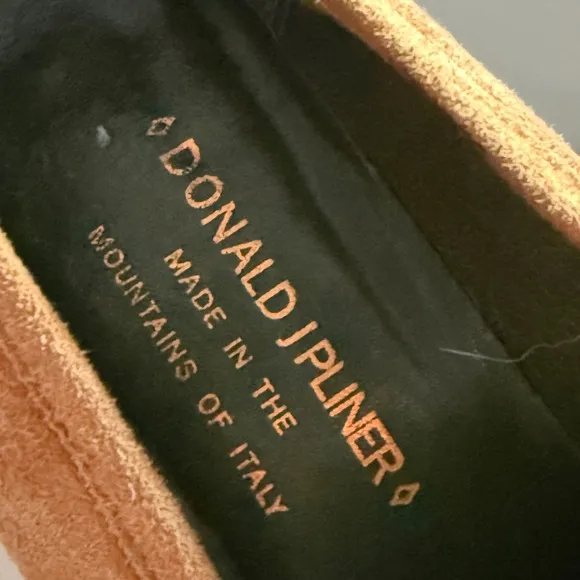 ◇ DONALD J PLINER ◇
MADE IN THE
MOUNTAINS OF ITALY